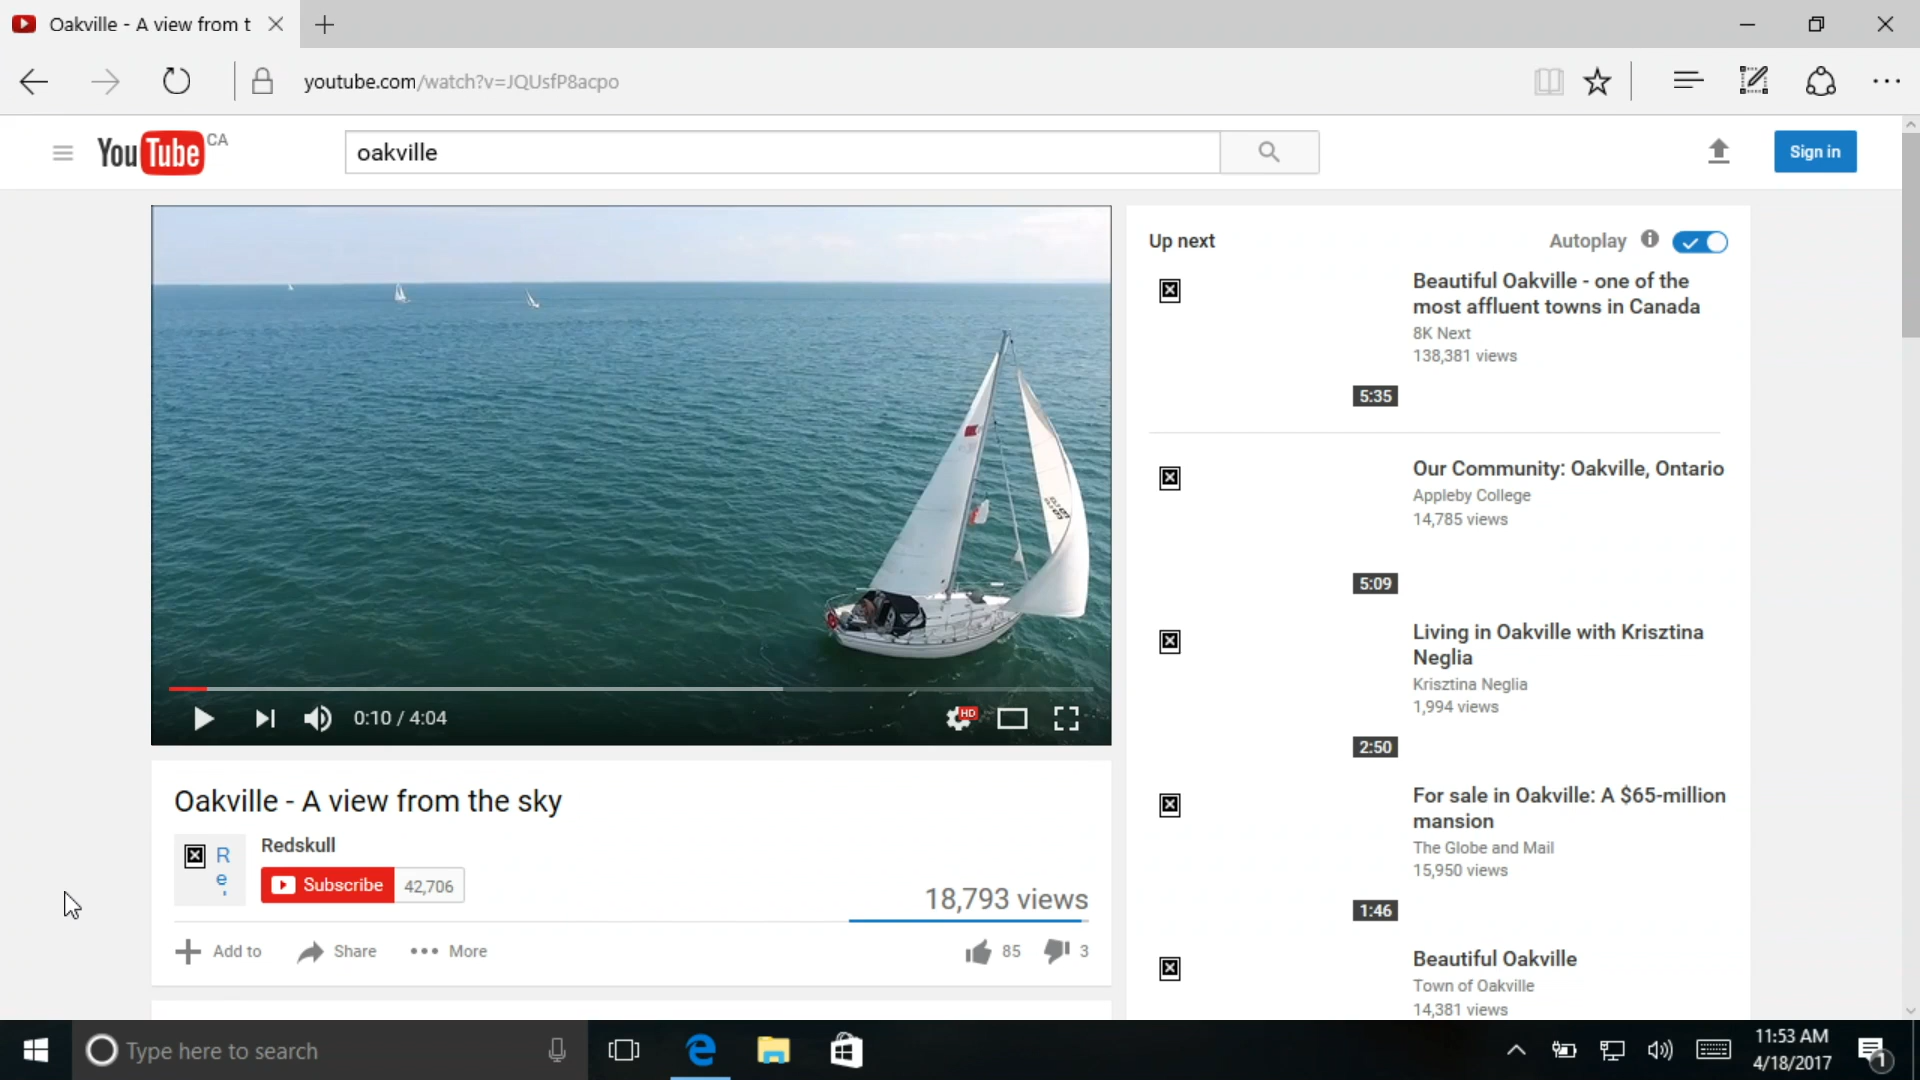 Oakville - A view from t
youtube.com/watch?v=JQUsfP8acpo
YouTube CA
oakville
Sign in
0:10 / 4:04
HD
Oakville - A view from the sky
Re
Redskull
Subscribe 42,706
18,793 views
Add to Share More 85 3
Up next Autoplay
Beautiful Oakville - one of the
most affluent towns in Canada
8K Next
138,381 views
5:35
Our Community: Oakville, Ontario
Appleby College
14,785 views
5:09
Living in Oakville with Krisztina
Neglia
Krisztina Neglia
1,994 views
2:50
For sale in Oakville: A $65-million
mansion
The Globe and Mail
15,950 views
1:46
Beautiful Oakville
Town of Oakville
14,381 views
Type here to search
11:53 AM
4/18/2017
1